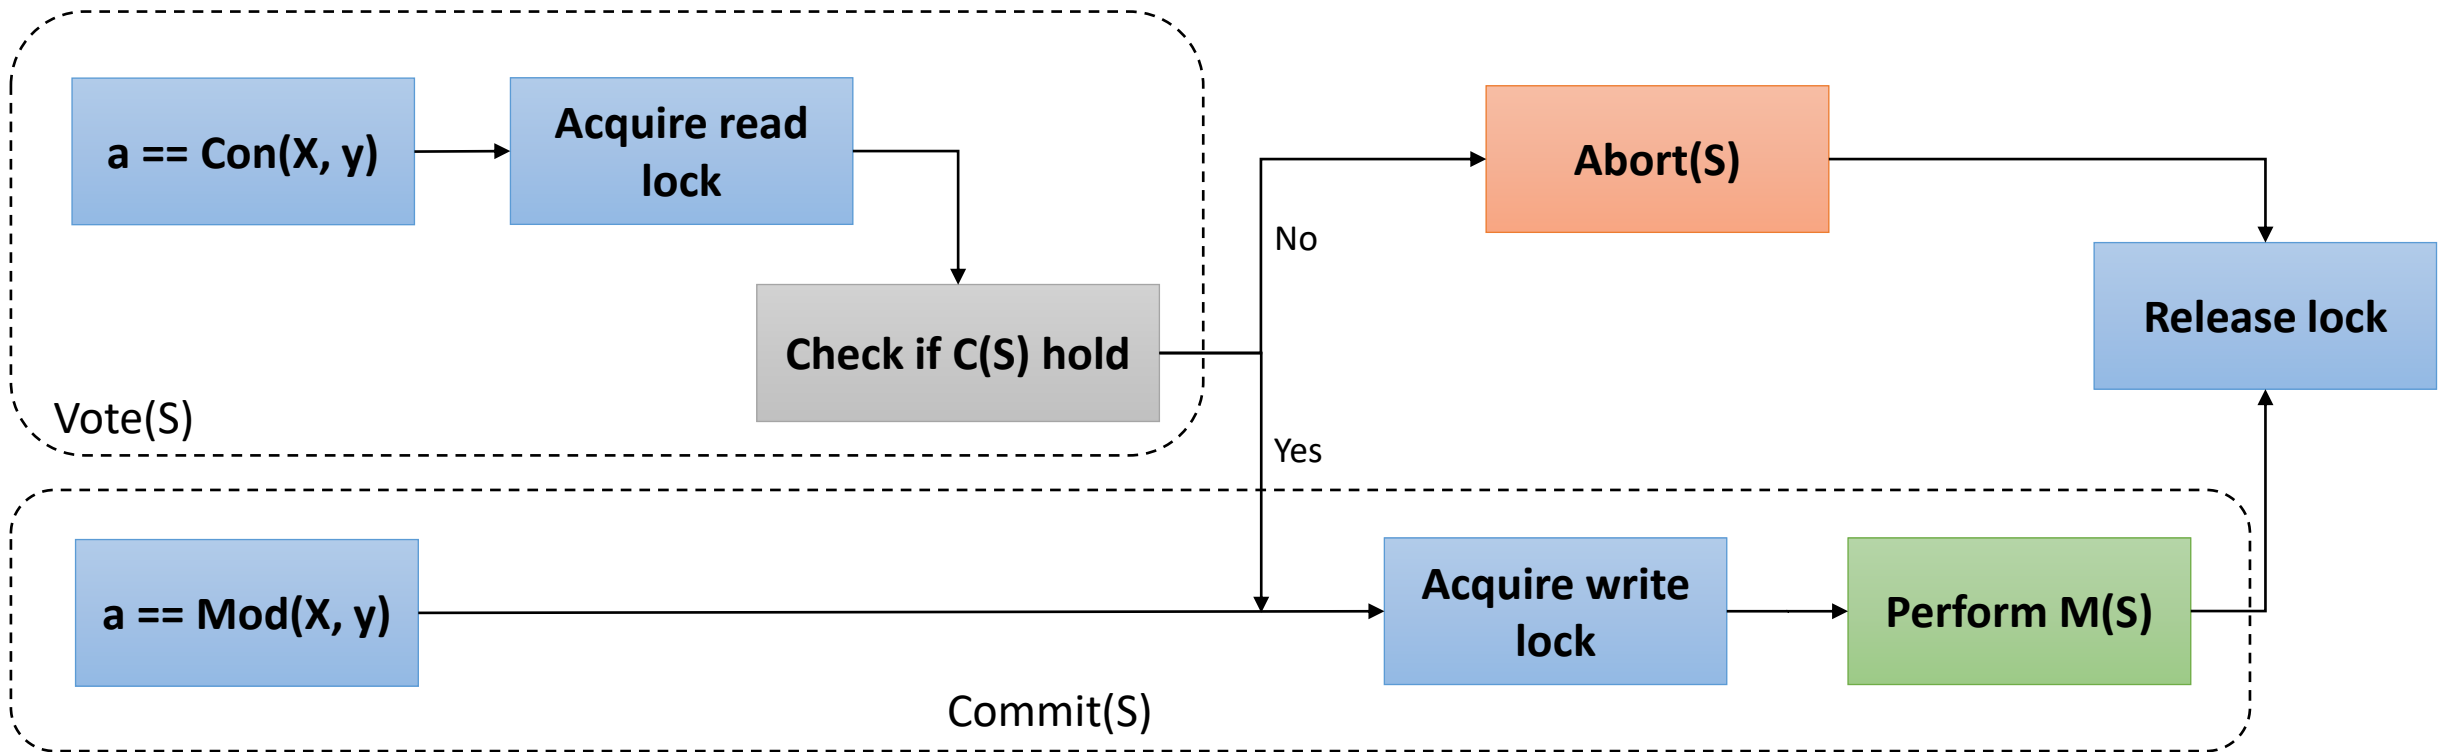 a == Con(X, y)
Acquire read
lock
Check if C(S) hold
Vote(S)
No
Yes
Abort(S)
Release lock
a == Mod(X, y)
Acquire write
lock
Perform M(S)
Commit(S)